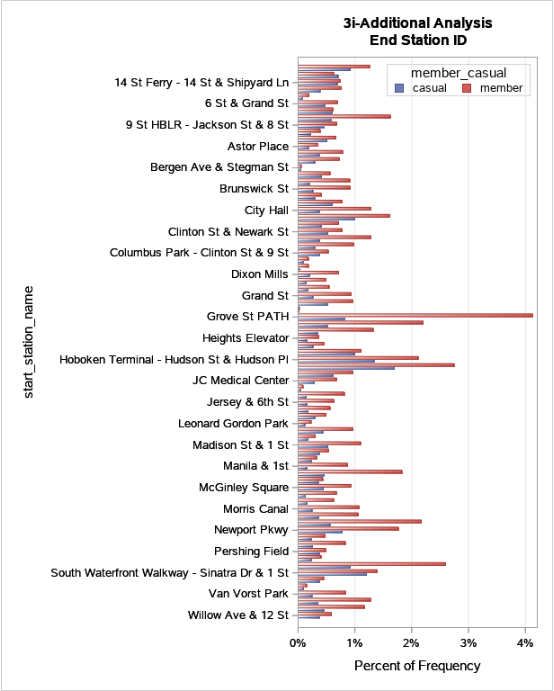 3i-Additional Analysis
End Station ID
member_casual
casual member
14 St Ferry - 14 St & Shipyard Ln
6 St & Grand St
9 St HBLR - Jackson St & 8 St
Astor Place
Bergen Ave & Stegman St
Brunswick St
City Hall
Clinton St & Newark St
Columbus Park - Clinton St & 9 St
Dixon Mills
Grand St
Grove St PATH
Heights Elevator
Hoboken Terminal - Hudson St & Hudson Pl
JC Medical Center
Jersey & 6th St
Leonard Gordon Park
Madison St & 1 St
Manila & 1st
McGinley Square
Morris Canal
Newport Pkwy
Pershing Field
South Waterfront Walkway - Sinatra Dr & 1 St
Van Vorst Park
Willow Ave & 12 St
start_station_name
0% 1% 2% 3% 4%
Percent of Frequency